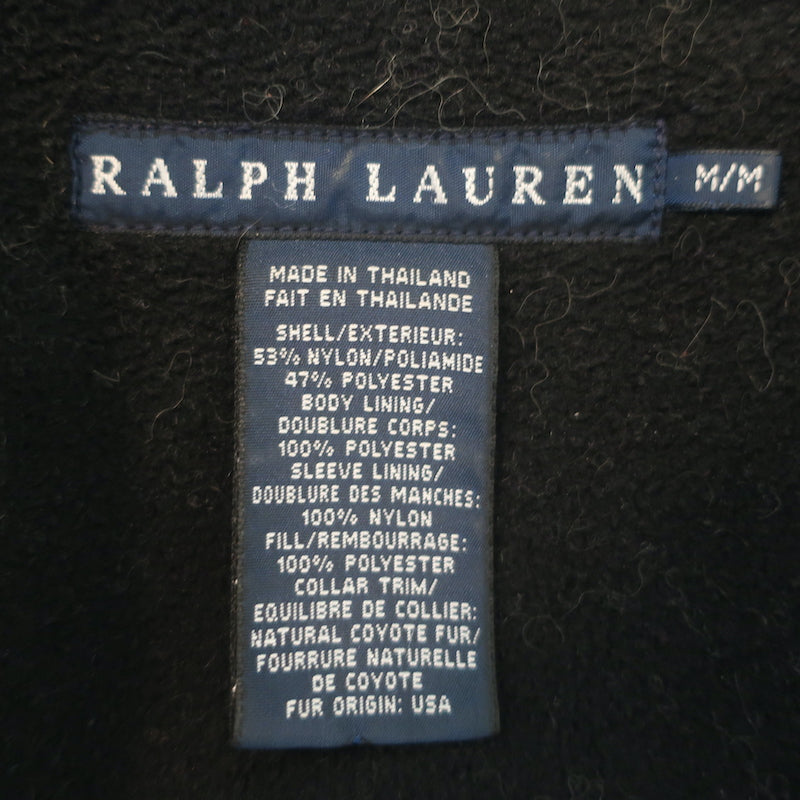 RALPH LAUREN M/M
MADE IN THAILAND
FAIT EN THAILANDE
SHELL/EXTERIEUR:
53% NYLON/POLIAMIDE
47% POLYESTER
BODY LINING/
DOUBLURE CORPS:
100% POLYESTER
SLEEVE LINING/
DOUBLURE DES MANCHES:
100% NYLON
FILL/REMBOURRAGE:
100% POLYESTER
COLLAR TRIM/
EQUILIBRE DE COLLIER:
NATURAL COYOTE FUR/
FOURRURE NATURELLE
DE COYOTE
FUR ORIGIN: USA